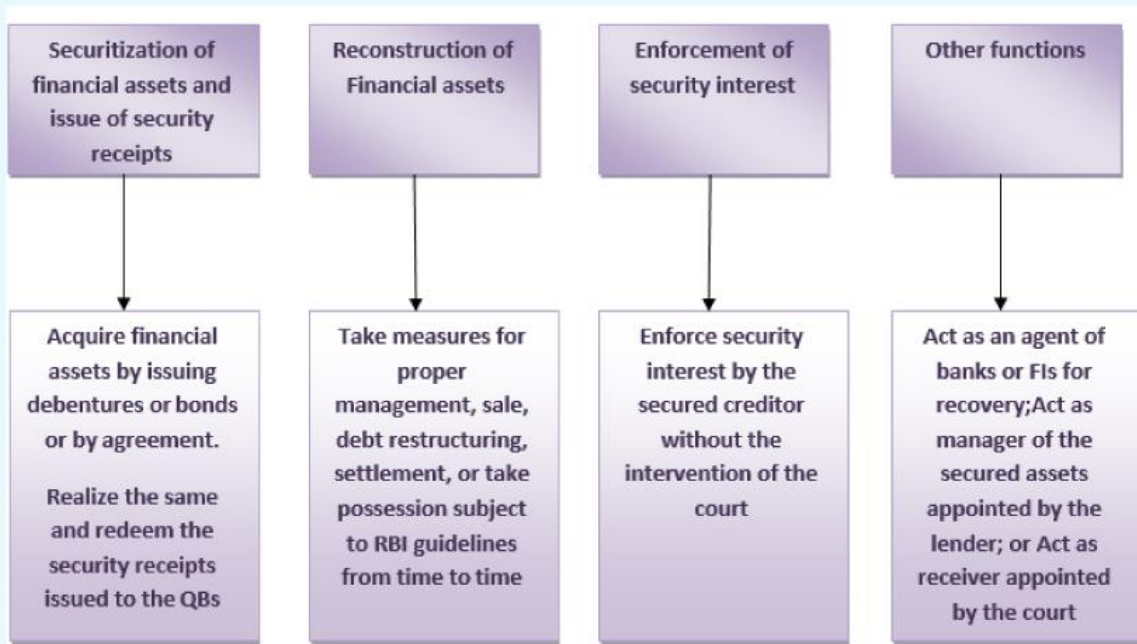 Securitization of
financial assets and
issue of security
receipts
Reconstruction of
Financial assets
Enforcement of
security interest
Other functions
Acquire financial
assets by issuing
debentures or bonds
or by agreement.
Realize the same
and redeem the
security receipts
issued to the QBs
Take measures for
proper
management, sale,
debt restructuring,
settlement, or take
possession subject
to RBI guidelines
from time to time
Enforce security
interest by the
secured creditor
without the
intervention of the
court
Act as an agent of
banks or FIs for
recovery;Act as
manager of the
secured assets
appointed by the
lender; or Act as
receiver appointed
by the court